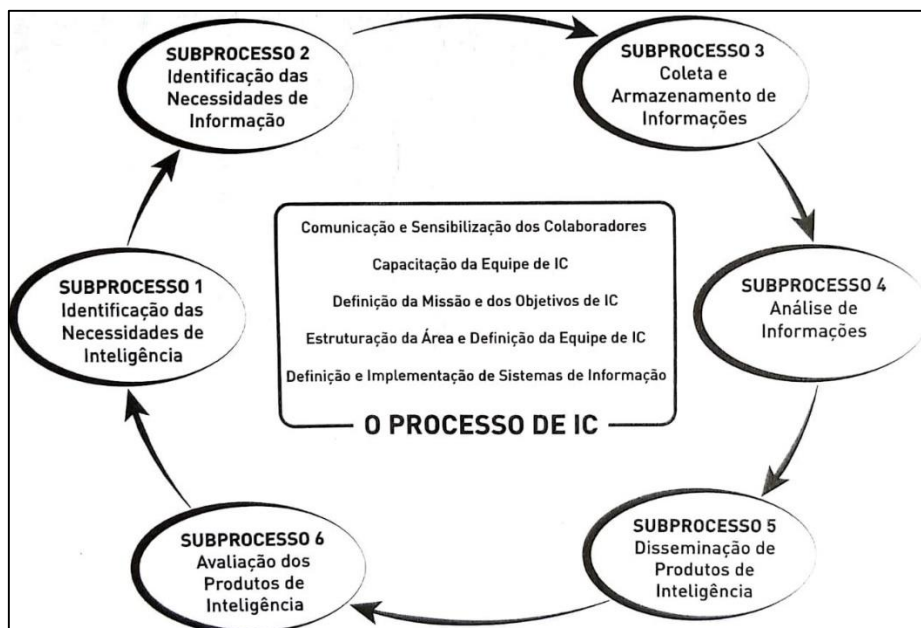 SUBPROCESSO 2
Identificação das
Necessidades de
Informação
SUBPROCESSO 3
Coleta e
Armazenamento de
Informações
SUBPROCESSO 1
Identificação das
Necessidades de
Inteligência
Comunicação e Sensibilização dos Colaboradores
Capacitação da Equipe de IC
Definição da Missão e dos Objetivos de IC
Estruturação da Área e Definição da Equipe de IC
Definição e Implementação de Sistemas de Informação
O PROCESSO DE IC
SUBPROCESSO 4
Análise de
Informações
SUBPROCESSO 6
Avaliação dos
Produtos de
Inteligência
SUBPROCESSO 5
Disseminação de
Produtos de
Inteligência